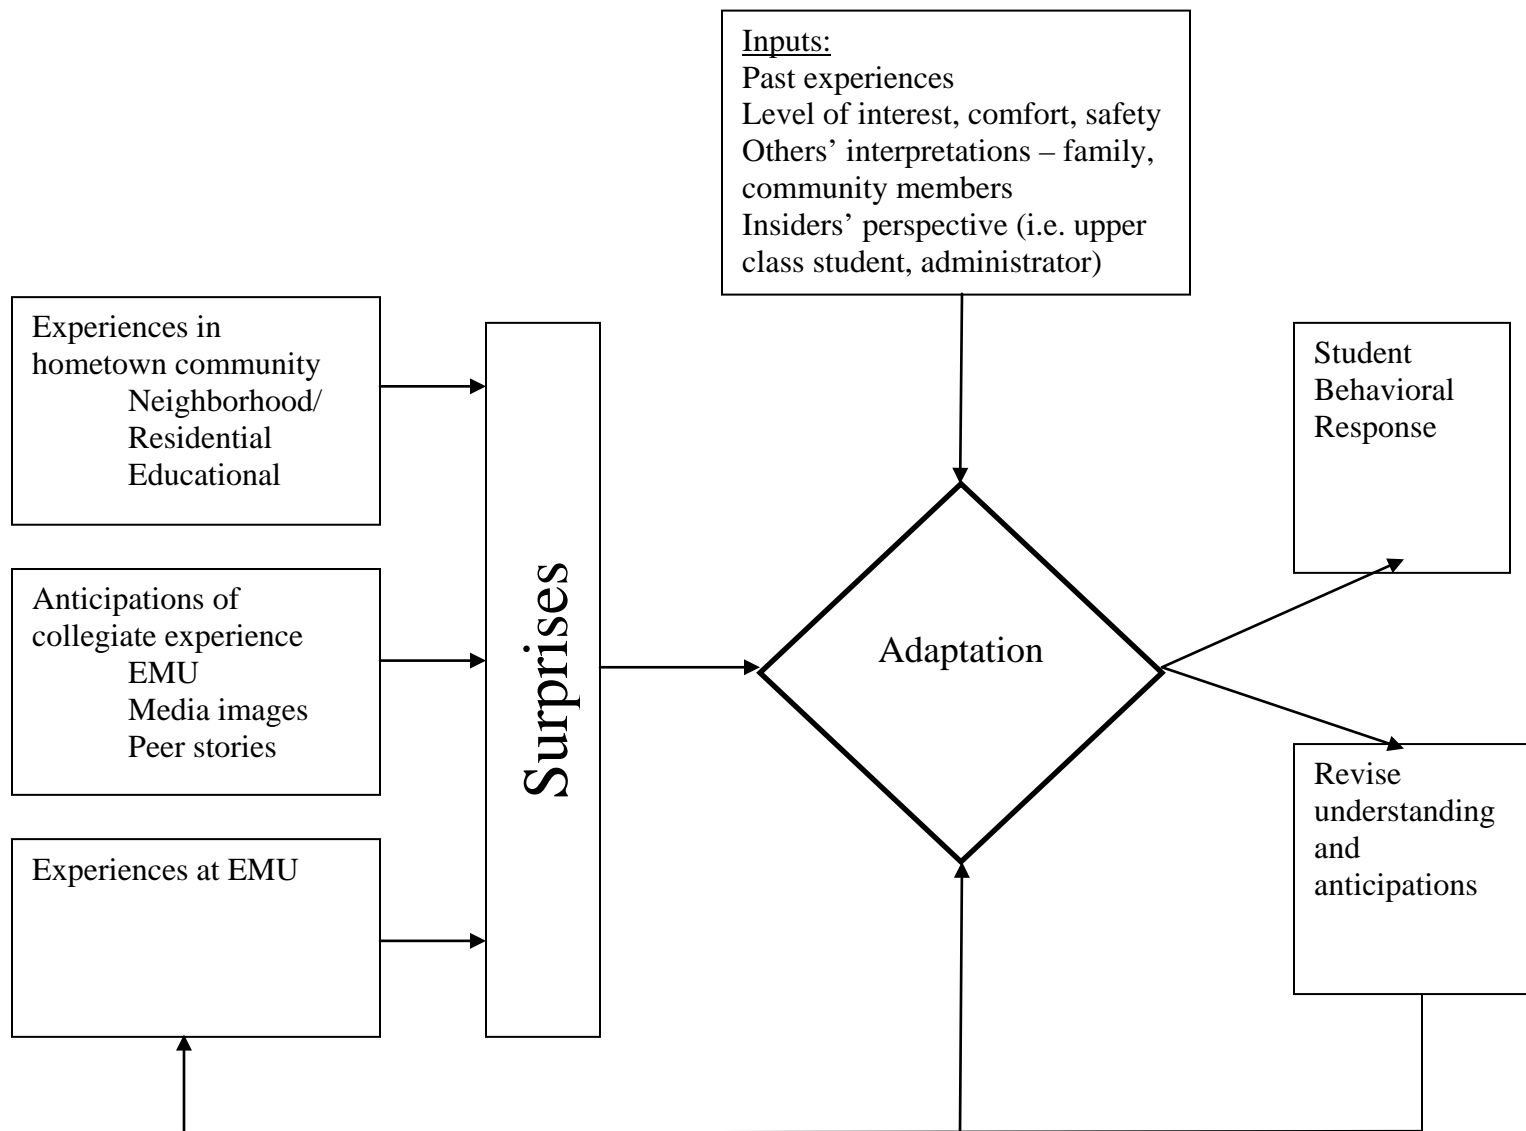 Inputs:
Past experiences
Level of interest, comfort, safety
Others’ interpretations – family,
community members
Insiders’ perspective (i.e. upper
class student, administrator)
Experiences in
hometown community
Neighborhood/
Residential
Educational
Anticipations of
collegiate experience
EMU
Media images
Peer stories
Experiences at EMU
Surprises
Adaptation
Student
Behavioral
Response
Revise
understanding
and
anticipations